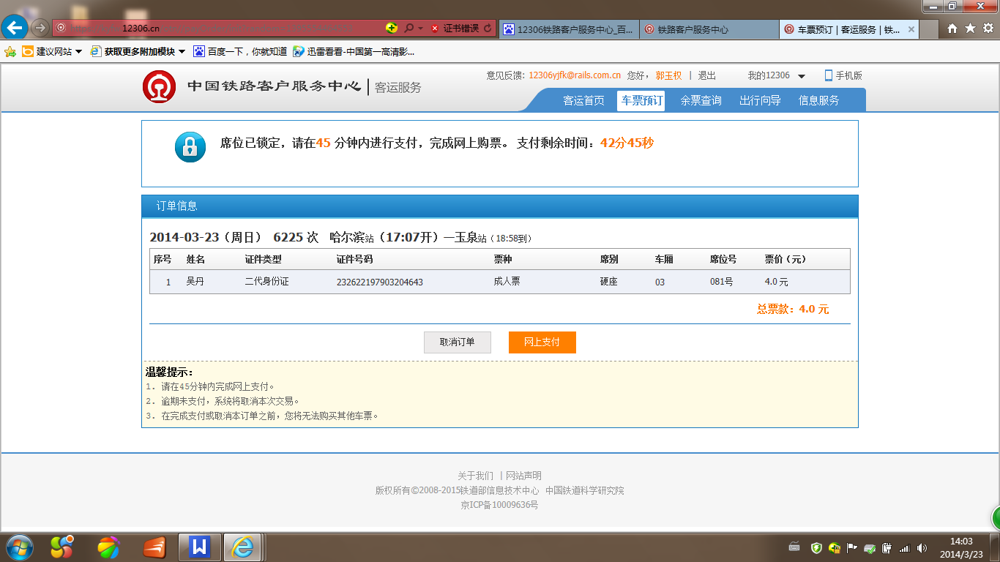 12306.cn
证书错误
12306铁路客户服务中心_百...
铁路客户服务中心
车票预订 | 客运服务 | 铁...
建议网站
获取更多附加模块
百度一下，你就知道
迅雷看看-中国第一高清影...
中国铁路客户服务中心 | 客运服务
意见反馈: 12306yjfk@rails.com.cn 您好，郭玉权 | 退出 我的12306 手机版
客运首页 车票预订 余票查询 出行向导 信息服务
席位已锁定，请在45 分钟内进行支付，完成网上购票。 支付剩余时间：42分45秒
订单信息
2014-03-23（周日） 6225 次 哈尔滨站（17:07开）—玉泉站（18:58到）
序号 姓名 证件类型 证件号码 票种 席别 车厢 席位号 票价（元）
1 吴丹 二代身份证 232622197903204643 成人票 硬座 03 081号 4.0 元
总票款：4.0 元
取消订单 网上支付
温馨提示：
1. 请在45分钟内完成网上支付。
2. 逾期未支付，系统将取消本次交易。
3. 在完成支付或取消本订单之前，您将无法购买其他车票。
关于我们 | 网站声明
版权所有©2008-2015铁道部信息技术中心 中国铁道科学研究院
京ICP备10009636号
14:03
2014/3/23